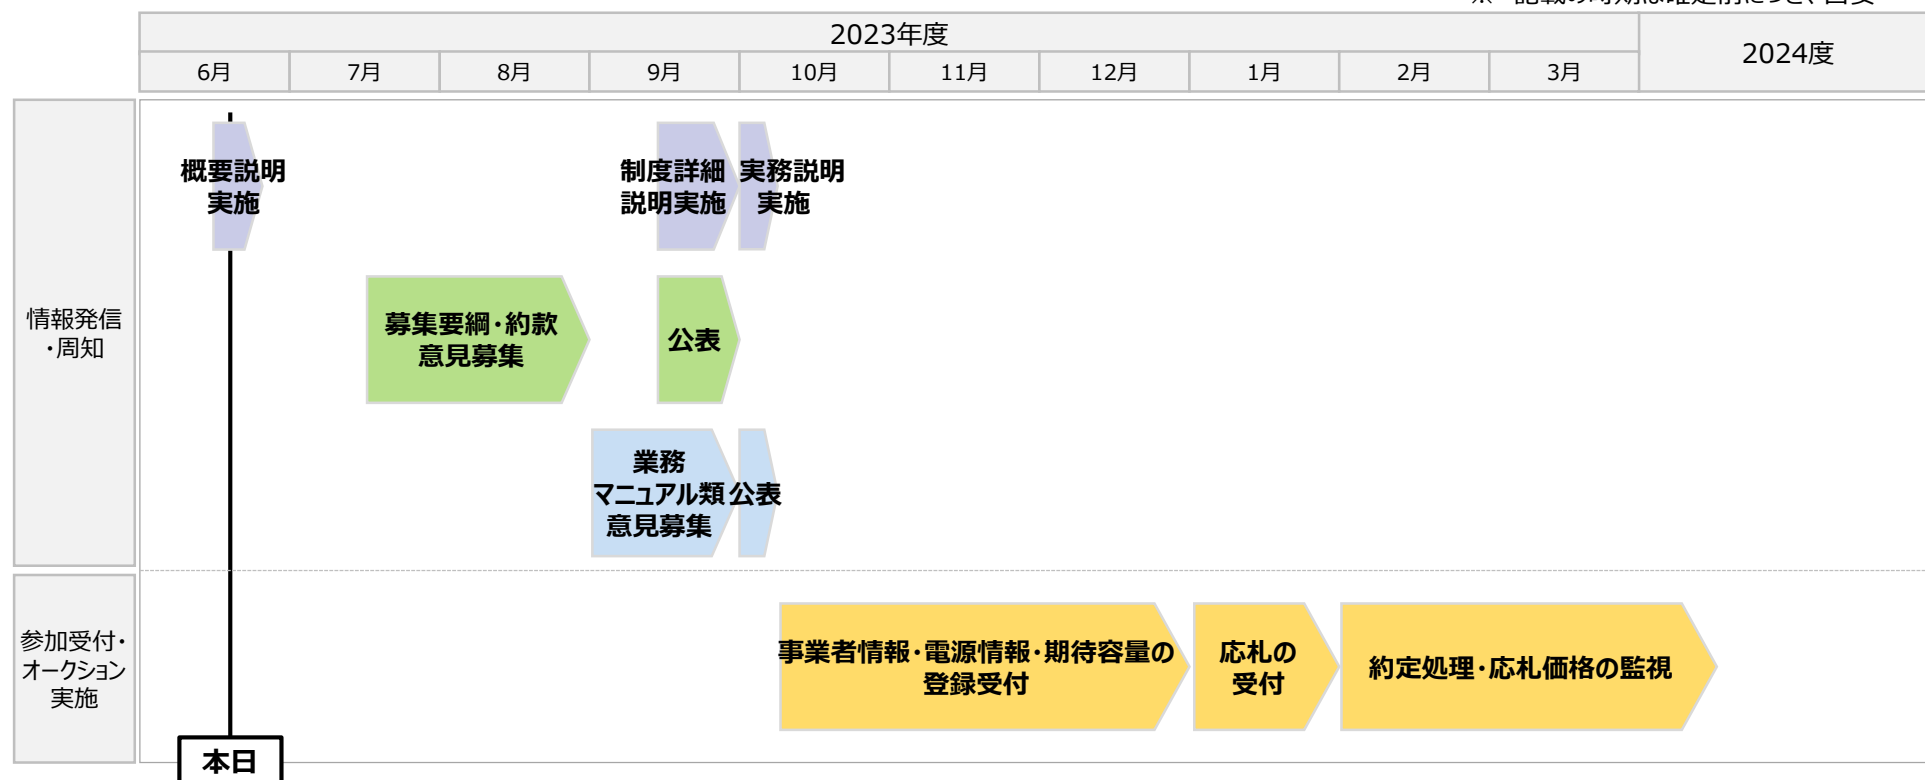 2023年度
2024度
6月
7月
8月
9月
10月
11月
12月
1月
2月
3月
情報発信
・周知
概要説明
実施
制度詳細
説明実施
実務説明
実施
募集要綱・約款
意見募集
公表
業務
マニュアル類
意見募集
公表
参加受付・
オークション
実施
事業者情報・電源情報・期待容量の
登録受付
応札の
受付
約定処理・応札価格の監視
本日